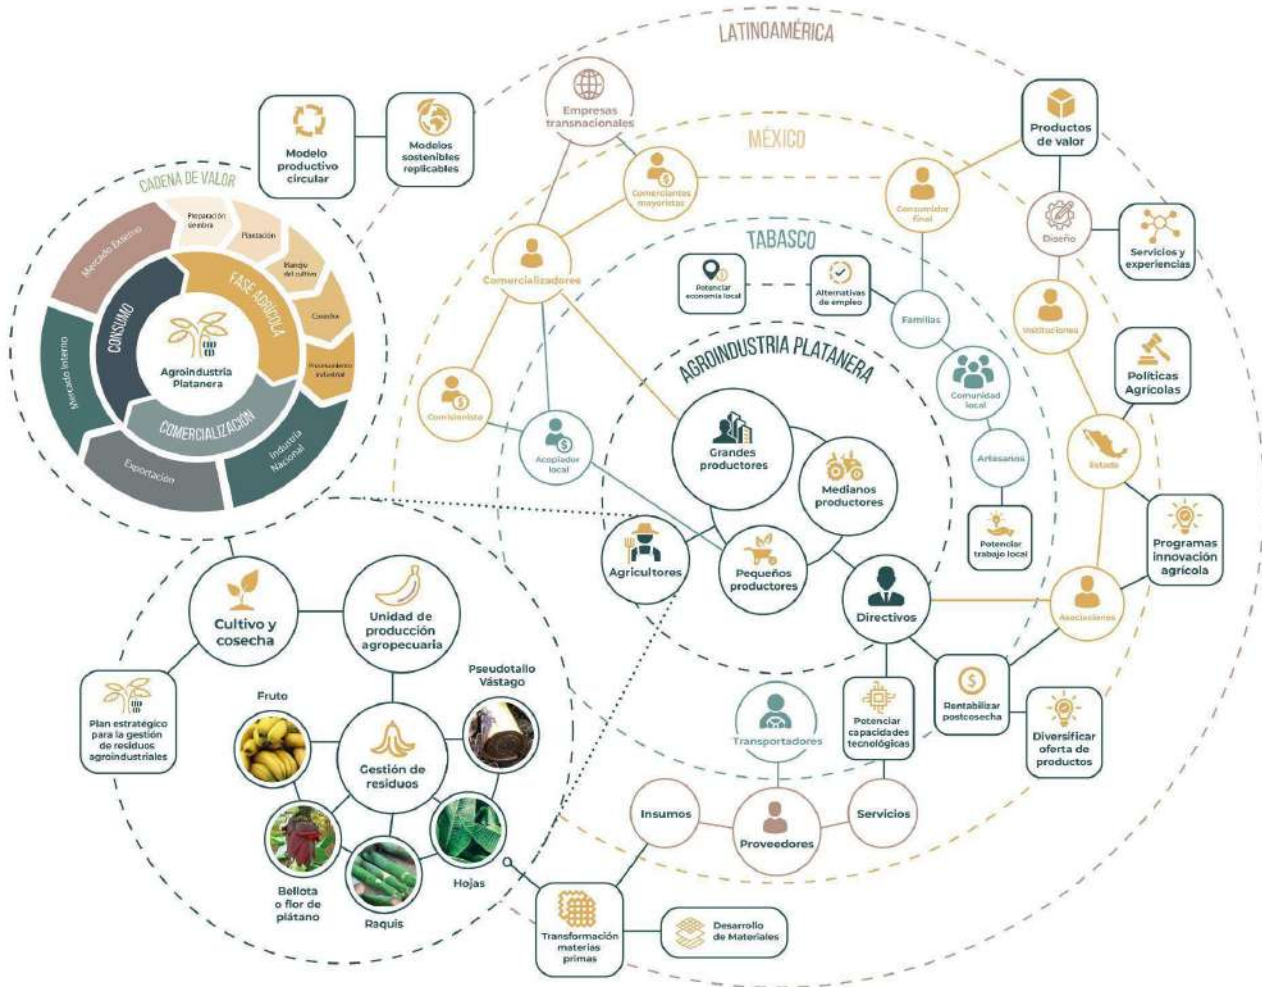 LATINOAMÉRICA
Empresas
transnacionales
MÉXICO
Productos
de valor
Modelo
productivo
circular
Modelos
sostenibles
replicables
CADENA DE VALOR
Preparación
siembra
Plantación
Manejo
del cultivo
Cosecha
Procesamiento
industrial
Industria
Nacional
Exportación
Mercado Interno
Mercado Externo
FASE AGRÍCOLA
COMERCIALIZACIÓN
CONSUMO
Agroindustria
Platanera
Comerciantes
mayoristas
Consumidor
final
Diseño
Servicios y
experiencias
TABASCO
Comercializadores
Potenciar
economía local
Alternativas
de empleo
Familias
Instituciones
AGROINDUSTRIA PLATANERA
Políticas
Agrícolas
Comunidad
local
Comisionista
Acopiador
local
Grandes
productores
Medianos
productores
Artesanos
Estado
Potenciar
trabajo local
Programas
innovación
agrícola
Agricultores
Pequeños
productores
Directivos
Asociaciones
Cultivo y
cosecha
Unidad de
producción
agropecuaria
Plan estratégico
para la gestión
de residuos
agroindustriales
Fruto
Pseudotallo
Vástago
Gestión de
residuos
Bellota
o flor de
plátano
Raquis
Hojas
Transportadores
Potenciar
capacidades
tecnológicas
Rentabilizar
postcosecha
Diversificar
oferta de
productos
Insumos
Proveedores
Servicios
Transformación
materias
primas
Desarrollo
de Materiales